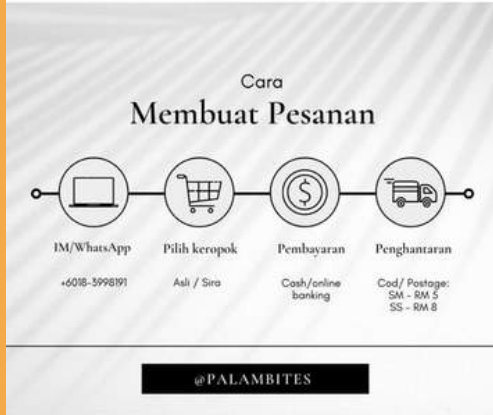 Cara
Membuat Pesanan
IM/WhatsApp
+6018-3998191
Pilih keropok
Asli / Sira
Pembayaran
Cash/online
banking
Penghantaran
Cod/ Postage:
SM - RM 5
SS - RM 8
@PALAMBITES